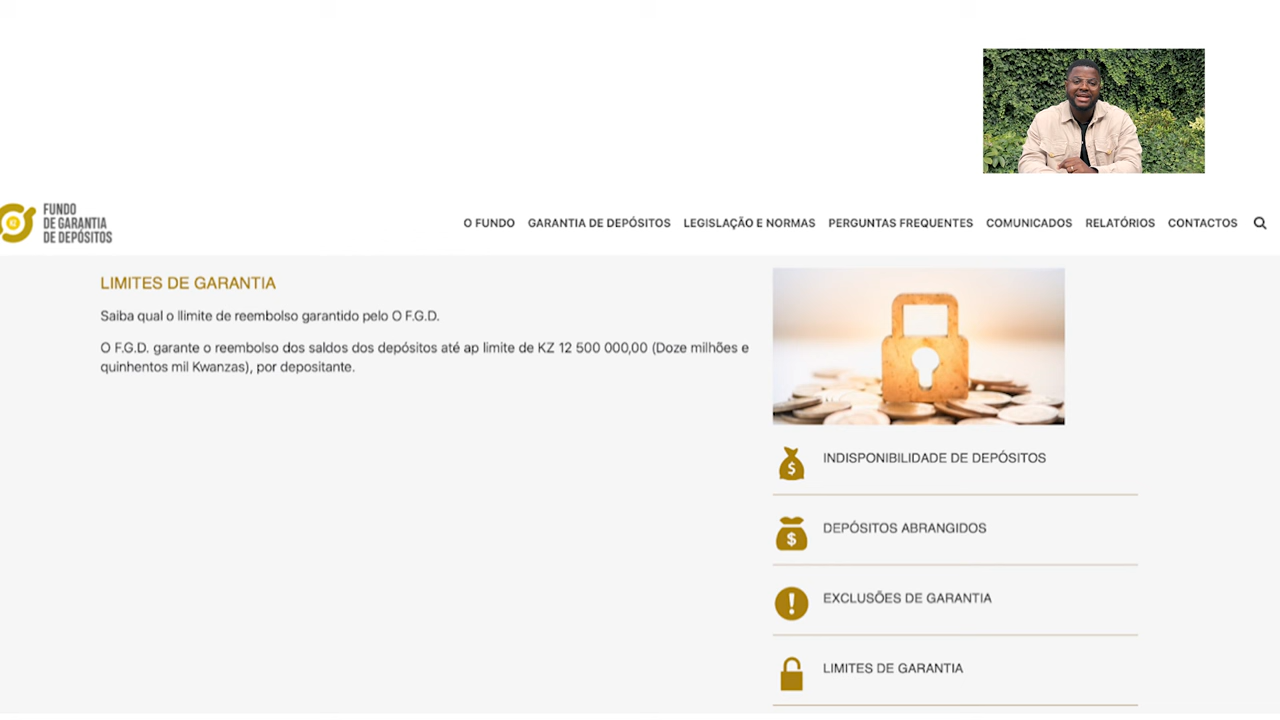 FUNDO
DE GARANTIA
DE DEPÓSITOS
O FUNDO
GARANTIA DE DEPÓSITOS
LEGISLAÇÃO E NORMAS
PERGUNTAS FREQUENTES
COMUNICADOS
RELATÓRIOS
CONTACTOS
LIMITES DE GARANTIA
Saiba qual o llimite de reembolso garantido pelo O F.G.D.
O F.G.D. garante o reembolso dos saldos dos depósitos até ap limite de KZ 12 500 000,00 (Doze milhões e
quinhentos mil Kwanzas), por depositante.
INDISPONIBILIDADE DE DEPÓSITOS
DEPÓSITOS ABRANGIDOS
EXCLUSÕES DE GARANTIA
LIMITES DE GARANTIA